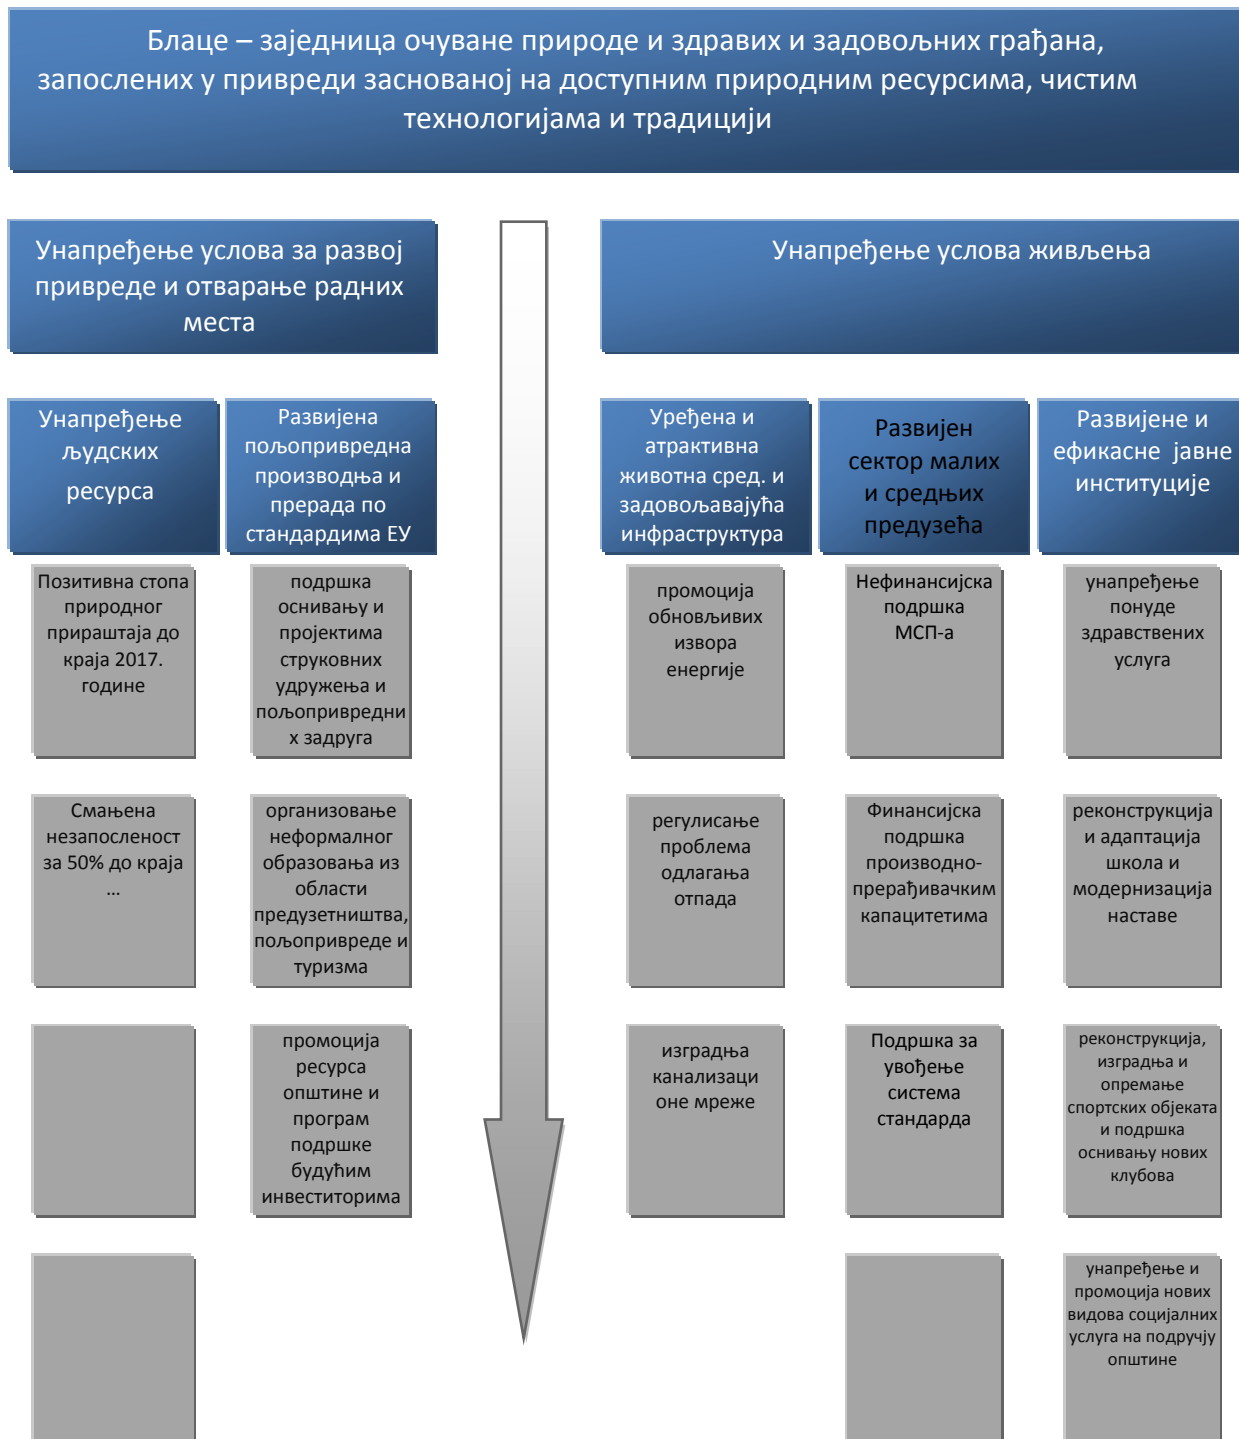 Блаце – заједница очуване природе и здравих и задовољних грађана,
запослених у привреди заснованој на доступним природним ресурсима, чистим
технологијама и традицији
Унапређење услова за развој
привреде и отварање радних
места
Унапређење услова живљења
Унапређење
људских
ресурса
Развијена
пољопривредна
производња и
прерада по
стандардима ЕУ
Уређена и
атрактивна
животна сред. и
задовољавајућа
инфраструктура
Развијен
сектор малих
и средњих
предузећа
Развијене и
ефикасне јавне
институције
Позитивна стопа
природног
прираштаја до
краја 2017.
године
подршка
оснивању и
пројектима
струковних
удружења и
пољопривредни
х задруга
промоција
обновљивих
извора
енергије
Нефинансијска
подршка
МСП-а
унапређење
понуде
здравствених
услуга
Смањена
незапосленост
за 50% до краја
...
организовање
неформалног
образовања из
области
предузетништва,
пољопривреде и
туризма
регулисање
проблема
одлагања
отпада
Финансијска
подршка
производно-
прерађивачким
капацитетима
реконструкција
и адаптација
школа и
модернизација
наставе
промоција
ресурса
општине и
програм
подршке
будућим
инвеститорима
изградња
канализаци
оне мреже
Подршка за
увођење
система
стандарда
реконструкција,
изградња и
опремање
спортских објеката
и подршка
оснивању нових
клубова
унапређење и
промоција нових
видова социјалних
услуга на подручју
општине